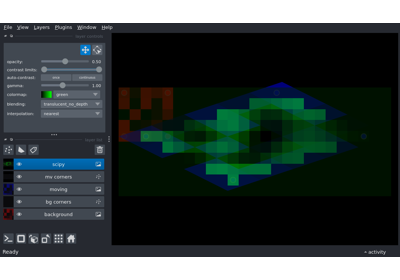 File View Layers Plugins Window Help
opacity: 0.50
contrast limits:
auto-contrast: once continuous
gamma: 1.00
colormap: green
blending: translucent_no_depth
interpolation: nearest
scipy
mv corners
moving
bg corners
background
Ready
activity